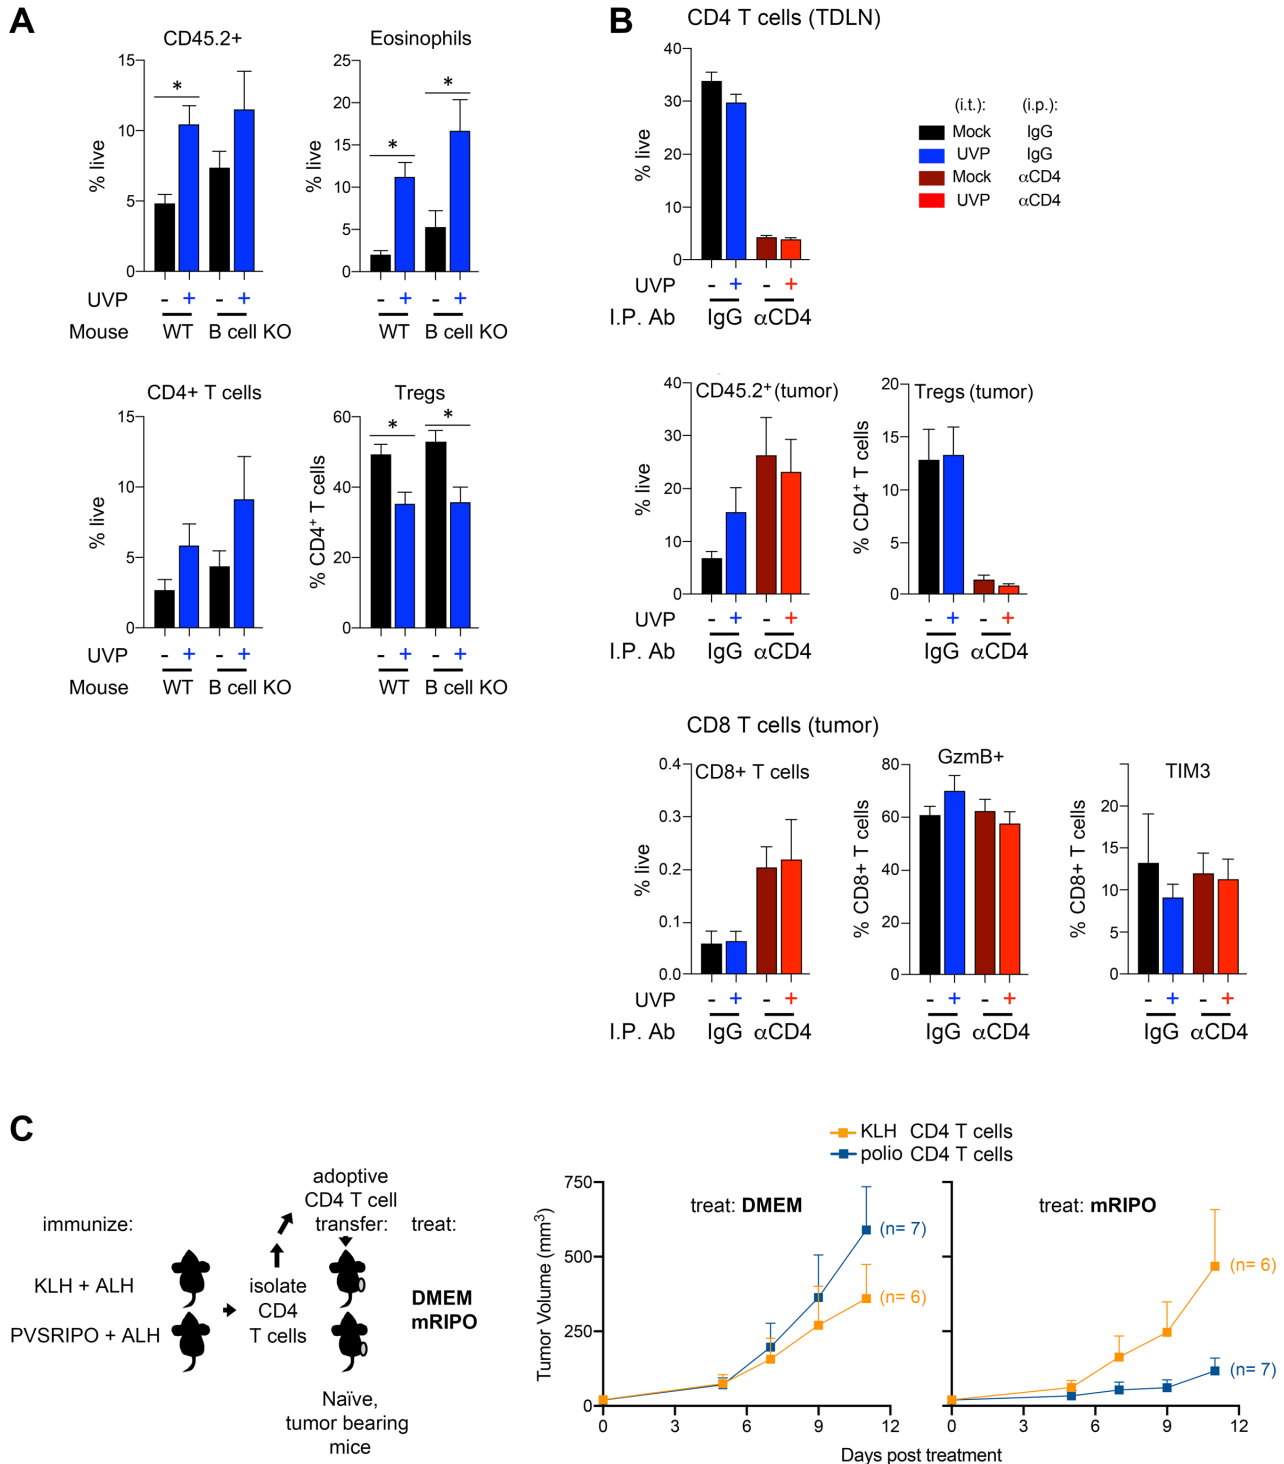 A
CD45.2+
15
10
5
0
% live
*
UVP - + - +
Mouse WT B cell KO
Eosinophils
25
20
15
10
5
0
% live
*
*
- + - +
WT B cell KO
CD4+ T cells
15
10
5
0
% live
UVP - + - +
Mouse WT B cell KO
Tregs
60
40
20
0
% CD4+ T cells
*
*
- + - +
WT B cell KO
B
CD4 T cells (TDLN)
40
30
20
10
0
% live
UVP - + - +
I.P. Ab IgG αCD4
(i.t.): (i.p.):
Mock IgG
UVP IgG
Mock αCD4
UVP αCD4
CD45.2+ (tumor)
40
30
20
10
0
% live
UVP - + - +
I.P. Ab IgG αCD4
Tregs (tumor)
20
15
10
5
0
% CD4+ T cells
- + - +
IgG αCD4
CD8 T cells (tumor)
CD8+ T cells
0.4
0.3
0.2
0.1
0.0
% live
UVP - + - +
I.P. Ab IgG αCD4
GzmB+
80
60
40
20
0
% CD8+ T cells
- + - +
IgG αCD4
TIM3
20
15
10
5
0
% CD8+ T cells
- + - +
IgG αCD4
C
immunize:
KLH + ALH
PVSRIPO + ALH
isolate
CD4
T cells
adoptive
CD4 T cell
transfer:
Naïve,
tumor bearing
mice
treat:
DMEM
mRIPO
KLH CD4 T cells
polio CD4 T cells
treat: DMEM
Tumor Volume (mm3)
750
500
250
0
(n= 7)
(n= 6)
0 3 6 9 12
treat: mRIPO
(n= 6)
(n= 7)
0 3 6 9 12
Days post treatment